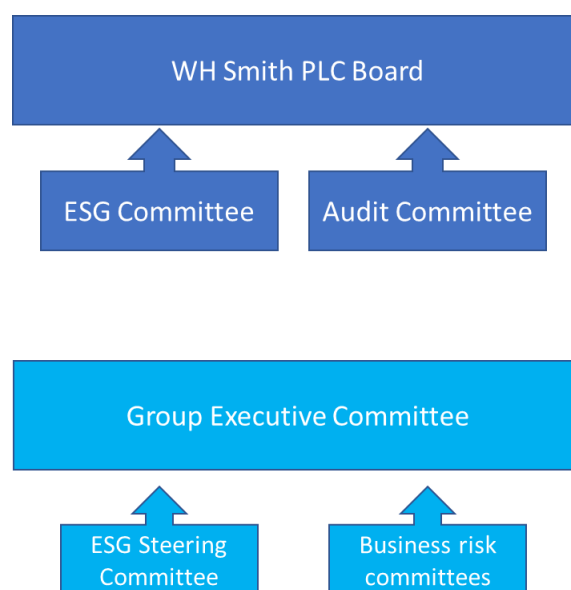 WH Smith PLC Board
ESG Committee
Audit Committee
Group Executive Committee
ESG Steering
Committee
Business risk
committees